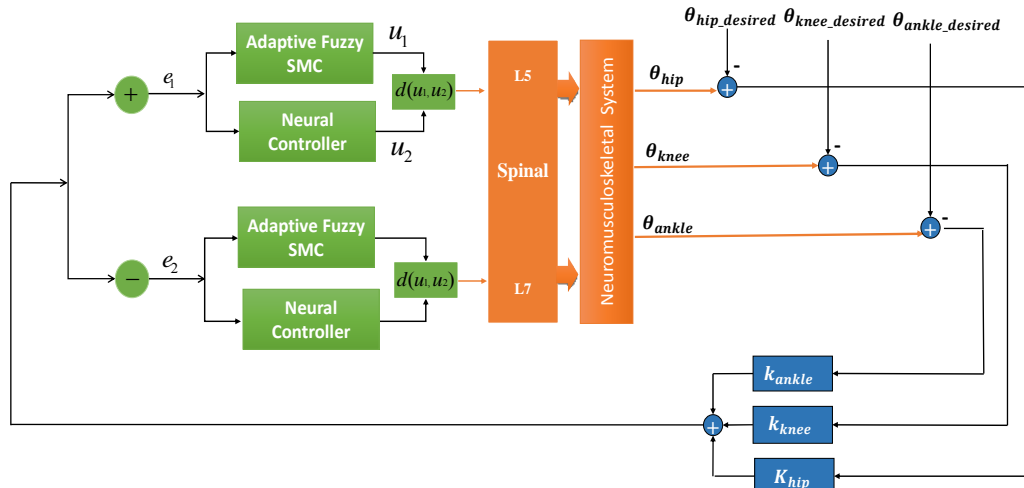 θhip_desired
θknee_desired
θankle_desired
-
-
-
+
+
+
θhip
θknee
θankle
+
e1
Adaptive Fuzzy
SMC
u1
Neural
Controller
u2
d(u1,u2)
−
e2
Adaptive Fuzzy
SMC
Neural
Controller
d(u1,u2)
L5
Spinal
L7
Neuromusculoskeletal System
kankle
kknee
Khip
+